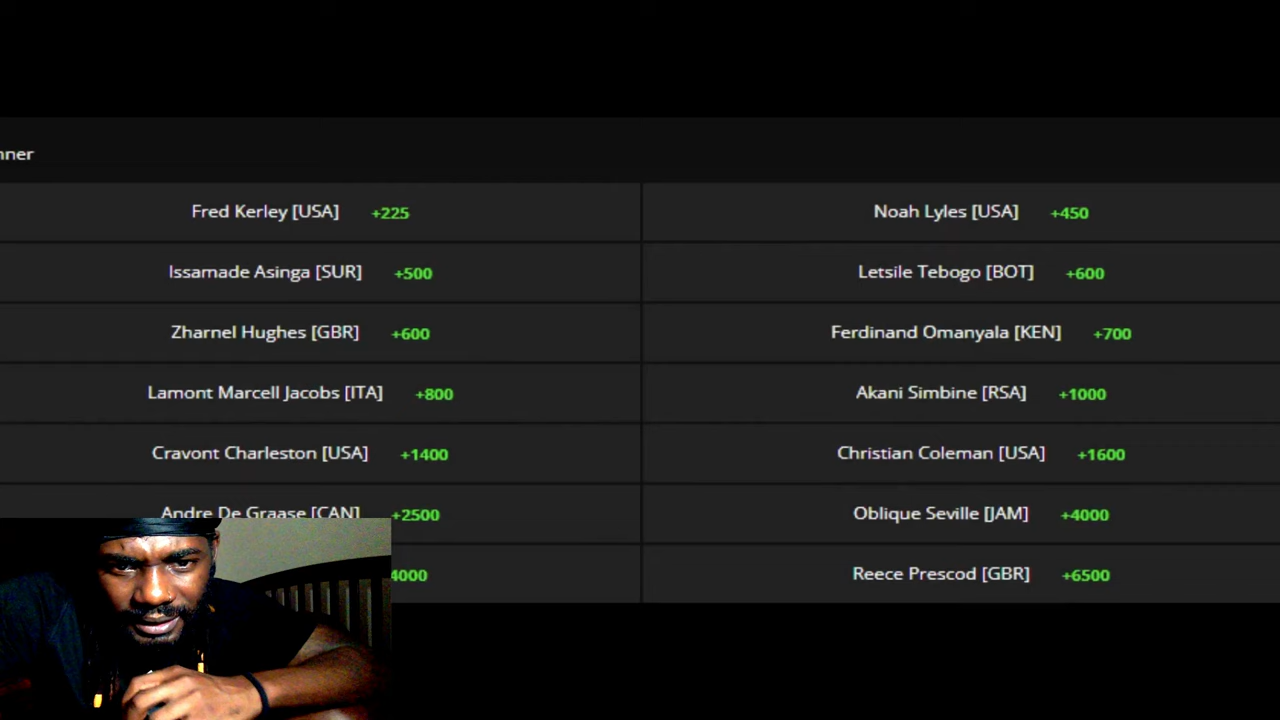 nner
Fred Kerley [USA] +225 Noah Lyles [USA] +450
Issamade Asinga [SUR] +500 Letsile Tebogo [BOT] +600
Zharnel Hughes [GBR] +600 Ferdinand Omanyala [KEN] +700
Lamont Marcell Jacobs [ITA] +800 Akani Simbine [RSA] +1000
Cravont Charleston [USA] +1400 Christian Coleman [USA] +1600
Andre De Graase [CAN] +2500 Oblique Seville [JAM] +4000
4000 Reece Prescod [GBR] +6500